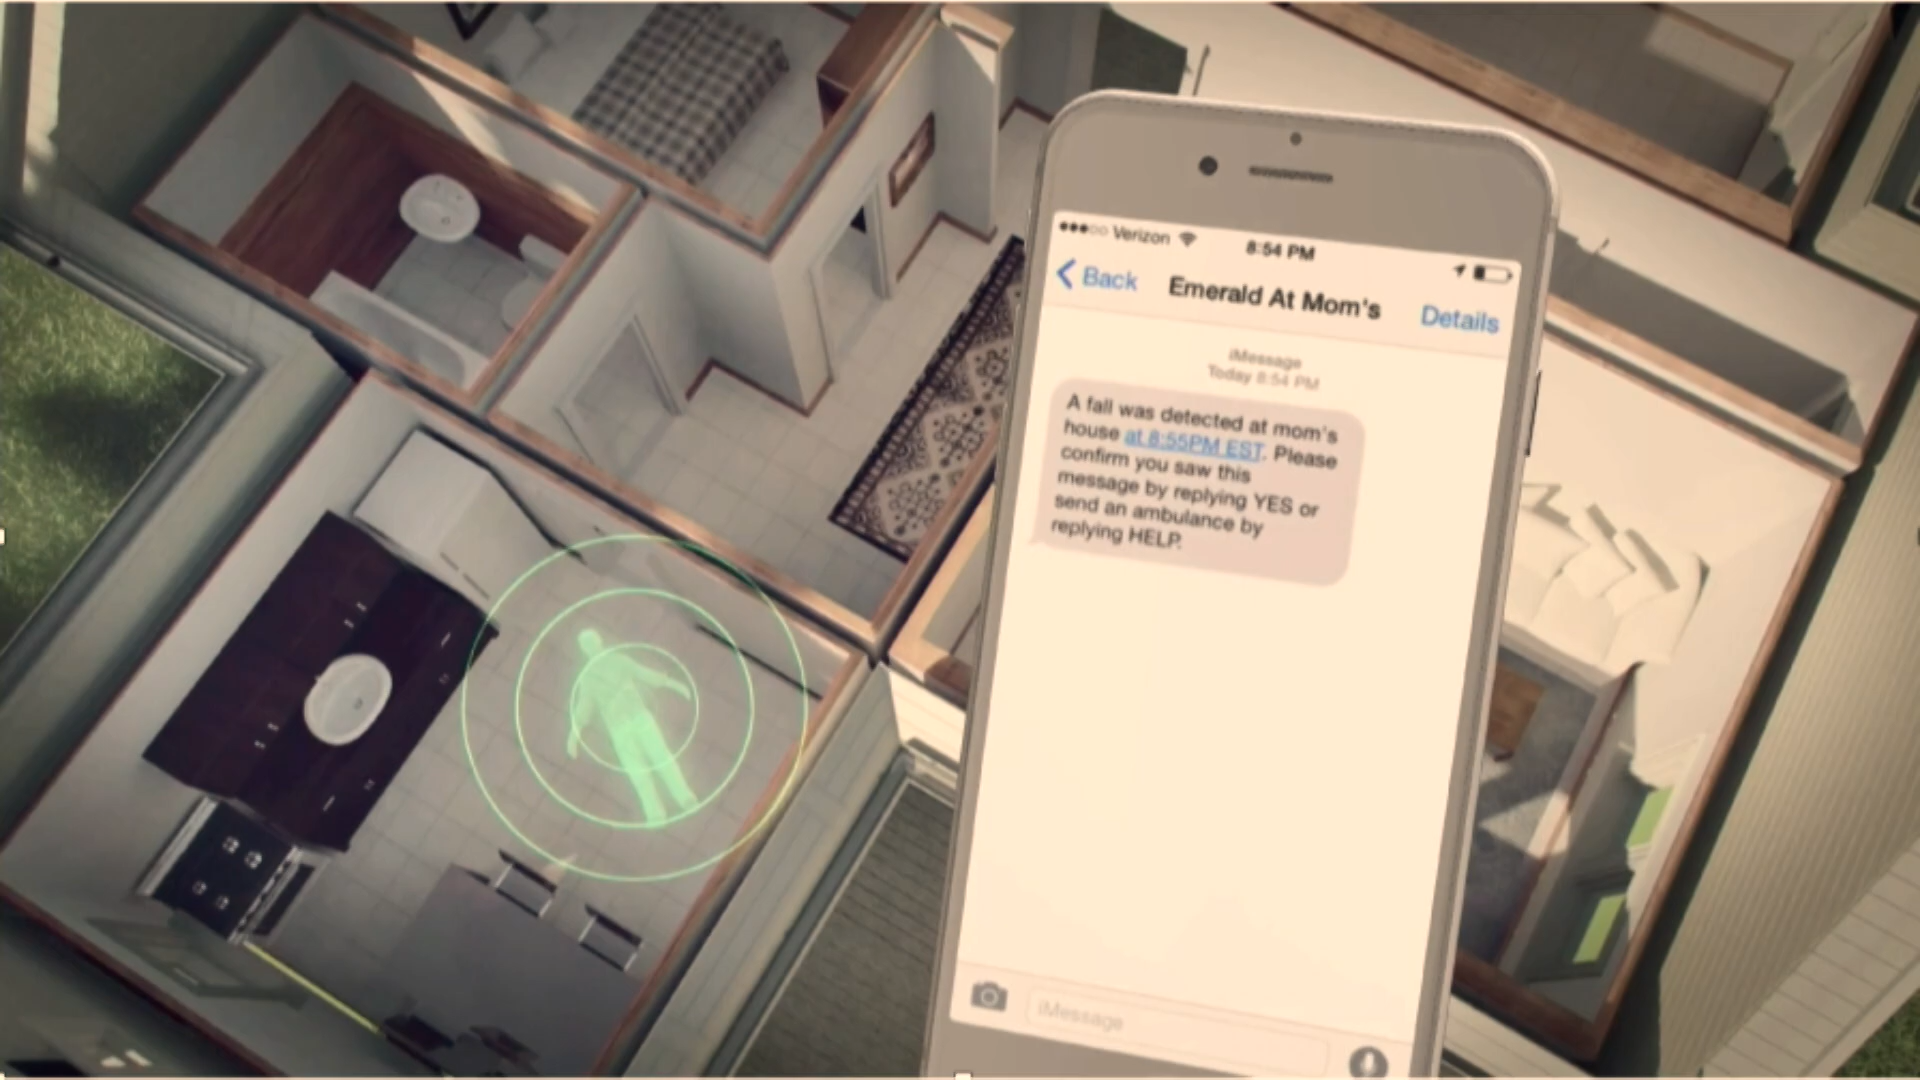 Verizon
8:54 PM
Back
Emerald At Mom's
Details
iMessage
Today 8:54 PM
A fall was detected at mom's
house at 8:55PM EST. Please
confirm you saw this
message by replying YES or
send an ambulance by
replying HELP.
iMessage